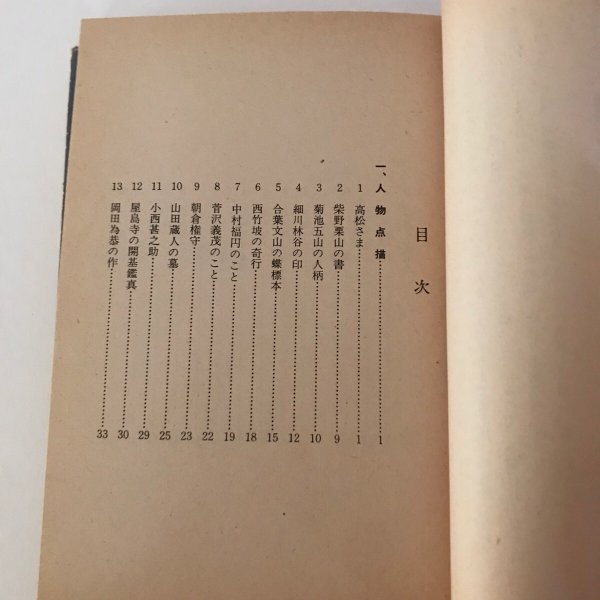 目次
一、人物点描…………1
1 高松さま…………1
2 柴野栗山の書…………9
3 菊池五山の人柄…………10
4 細川林谷の印…………12
5 合葉文山の蝶標本…………15
6 西竹坡の奇行…………18
7 中村福円のこと…………19
8 菅沢義茂のこと…………22
9 朝倉権守…………23
10 山田蔵人の墓…………25
11 小西甚之助…………29
12 屋島寺の開基鑑真…………30
13 岡田為恭の作…………33